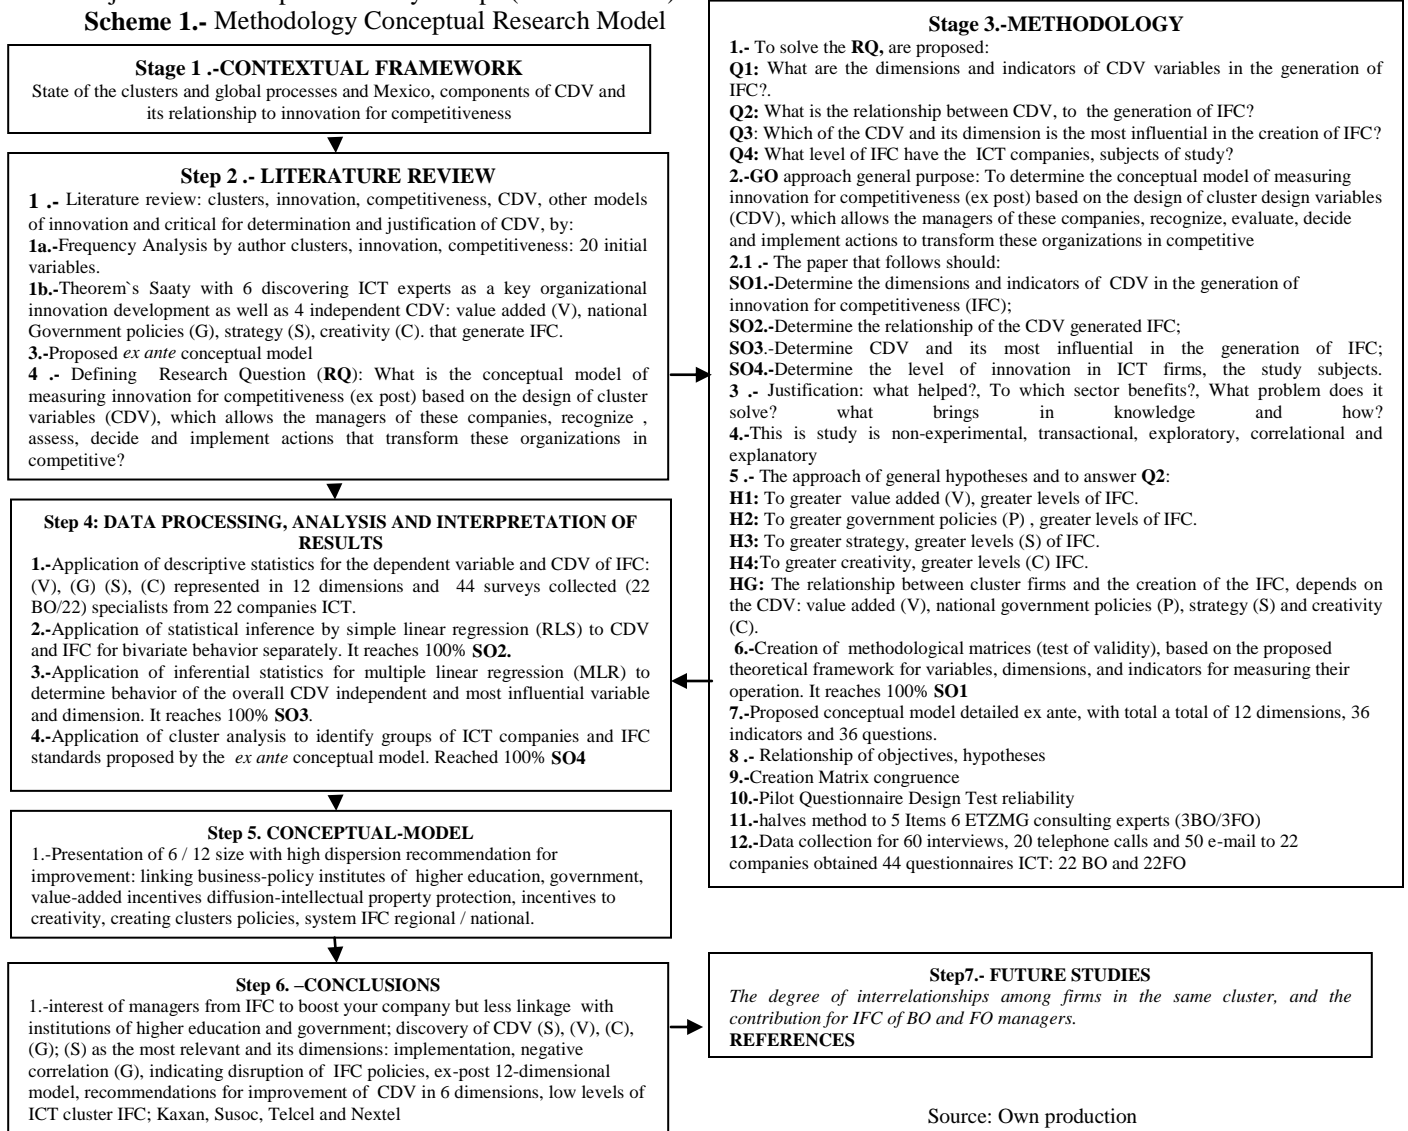 Scheme 1.- Methodology Conceptual Research Model
Stage 1 .-CONTEXTUAL FRAMEWORK
State of the clusters and global processes and Mexico, components of CDV and
its relationship to innovation for competitiveness
Step 2 .- LITERATURE REVIEW
1 .- Literature review: clusters, innovation, competitiveness, CDV, other models
of innovation and critical for determination and justification of CDV, by:
1a.-Frequency Analysis by author clusters, innovation, competitiveness: 20 initial
variables.
1b.-Theorem`s Saaty with 6 discovering ICT experts as a key organizational
innovation development as well as 4 independent CDV: value added (V), national
Government policies (G), strategy (S), creativity (C). that generate IFC.
3.-Proposed ex ante conceptual model
4 .- Defining Research Question (RQ): What is the conceptual model of
measuring innovation for competitiveness (ex post) based on the design of cluster
variables (CDV), which allows the managers of these companies, recognize ,
assess, decide and implement actions that transform these organizations in
competitive?
Stage 3.-METHODOLOGY
1.- To solve the RQ, are proposed:
Q1: What are the dimensions and indicators of CDV variables in the generation of
IFC?.
Q2: What is the relationship between CDV, to the generation of IFC?
Q3: Which of the CDV and its dimension is the most influential in the creation of IFC?
Q4: What level of IFC have the ICT companies, subjects of study?
2.-GO approach general purpose: To determine the conceptual model of measuring
innovation for competitiveness (ex post) based on the design of cluster design variables
(CDV), which allows the managers of these companies, recognize, evaluate, decide
and implement actions to transform these organizations in competitive
2.1 .- The paper that follows should:
SO1.-Determine the dimensions and indicators of CDV in the generation of
innovation for competitiveness (IFC);
SO2.-Determine the relationship of the CDV generated IFC;
SO3.-Determine CDV and its most influential in the generation of IFC;
SO4.-Determine the level of innovation in ICT firms, the study subjects.
3 .- Justification: what helped?, To which sector benefits?, What problem does it
solve? what brings in knowledge and how?
4.-This is study is non-experimental, transactional, exploratory, correlational and
explanatory
5 .- The approach of general hypotheses and to answer Q2:
H1: To greater value added (V), greater levels of IFC.
H2: To greater government policies (P) , greater levels of IFC.
H3: To greater strategy, greater levels (S) of IFC.
H4:To greater creativity, greater levels (C) IFC.
HG: The relationship between cluster firms and the creation of the IFC, depends on
the CDV: value added (V), national government policies (P), strategy (S) and creativity
(C).
6.-Creation of methodological matrices (test of validity), based on the proposed
theoretical framework for variables, dimensions, and indicators for measuring their
operation. It reaches 100% SO1
7.-Proposed conceptual model detailed ex ante, with total a total of 12 dimensions, 36
indicators and 36 questions.
8 .- Relationship of objectives, hypotheses
9.-Creation Matrix congruence
10.-Pilot Questionnaire Design Test reliability
11.-halves method to 5 Items 6 ETZMG consulting experts (3BO/3FO)
12.-Data collection for 60 interviews, 20 telephone calls and 50 e-mail to 22
companies obtained 44 questionnaires ICT: 22 BO and 22FO
Step 4: DATA PROCESSING, ANALYSIS AND INTERPRETATION OF
RESULTS
1.-Application of descriptive statistics for the dependent variable and CDV of IFC:
(V), (G) (S), (C) represented in 12 dimensions and 44 surveys collected (22
BO/22) specialists from 22 companies ICT.
2.-Application of statistical inference by simple linear regression (RLS) to CDV
and IFC for bivariate behavior separately. It reaches 100% SO2.
3.-Application of inferential statistics for multiple linear regression (MLR) to
determine behavior of the overall CDV independent and most influential variable
and dimension. It reaches 100% SO3.
4.-Application of cluster analysis to identify groups of ICT companies and IFC
standards proposed by the ex ante conceptual model. Reached 100% SO4
Step 5. CONCEPTUAL-MODEL
1.-Presentation of 6 / 12 size with high dispersion recommendation for
improvement: linking business-policy institutes of higher education, government,
value-added incentives diffusion-intellectual property protection, incentives to
creativity, creating clusters policies, system IFC regional / national.
Step 6. –CONCLUSIONS
1.-interest of managers from IFC to boost your company but less linkage with
institutions of higher education and government; discovery of CDV (S), (V), (C),
(G); (S) as the most relevant and its dimensions: implementation, negative
correlation (G), indicating disruption of IFC policies, ex-post 12-dimensional
model, recommendations for improvement of CDV in 6 dimensions, low levels of
ICT cluster IFC; Kaxan, Susoc, Telcel and Nextel
Step7.- FUTURE STUDIES
The degree of interrelationships among firms in the same cluster, and the
contribution for IFC of BO and FO managers.
REFERENCES
Source: Own production